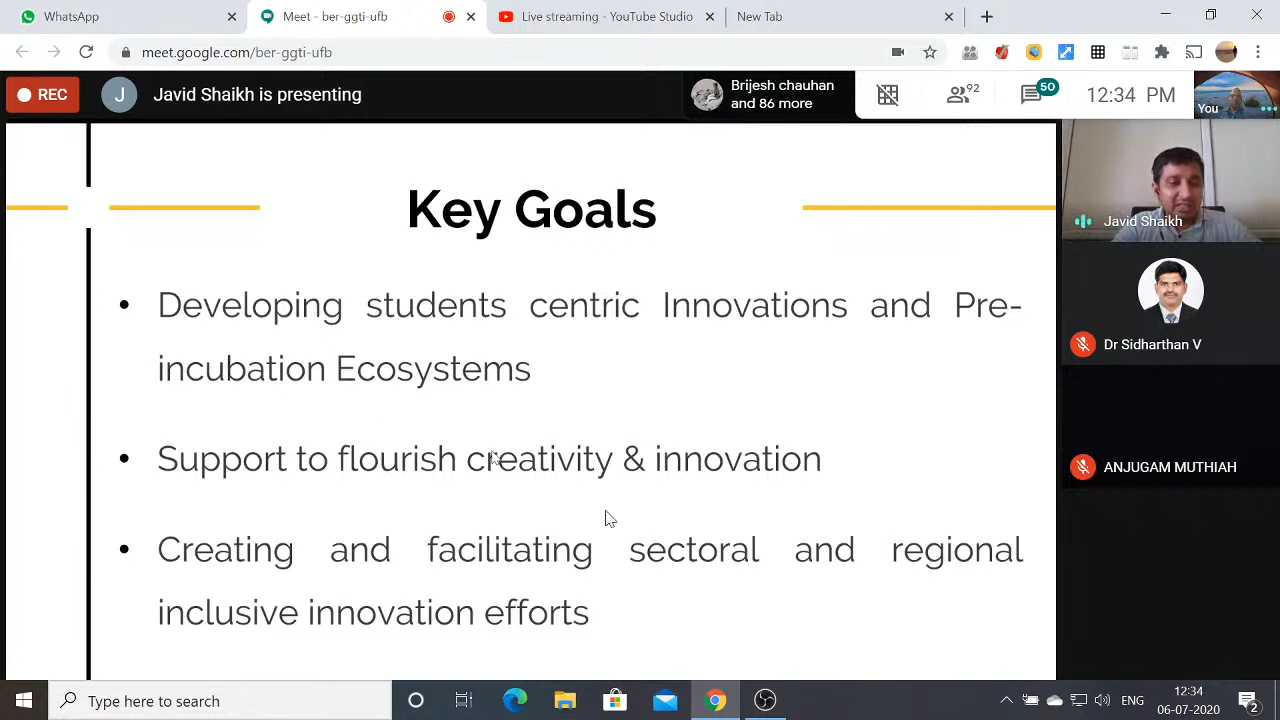 WhatsApp
Meet - ber-ggti-ufb
Live streaming - YouTube Studio
New Tab
meet.google.com/ber-ggti-ufb
REC
J
Javid Shaikh is presenting
Brijesh chauhan
and 86 more
92
50
12:34 PM
You
Key Goals
• Developing students centric Innovations and Pre-
incubation Ecosystems
• Support to flourish creativity & innovation
• Creating and facilitating sectoral and regional
inclusive innovation efforts
Javid Shaikh
Dr Sidharthan V
ANJUGAM MUTHIAH
Type here to search
ENG
12:34
06-07-2020
2